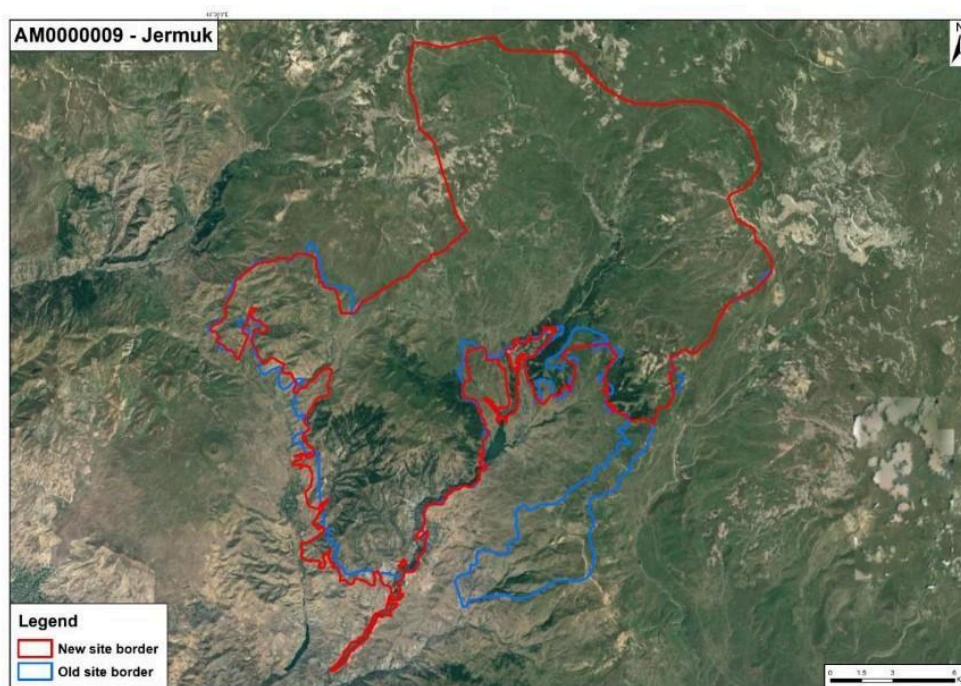 AM0000009 - Jermuk
N
Legend
New site border
Old site border
0 1.5 3 6